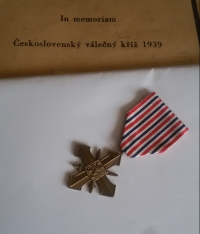 In memoriam
Československý válečný kříž 1939